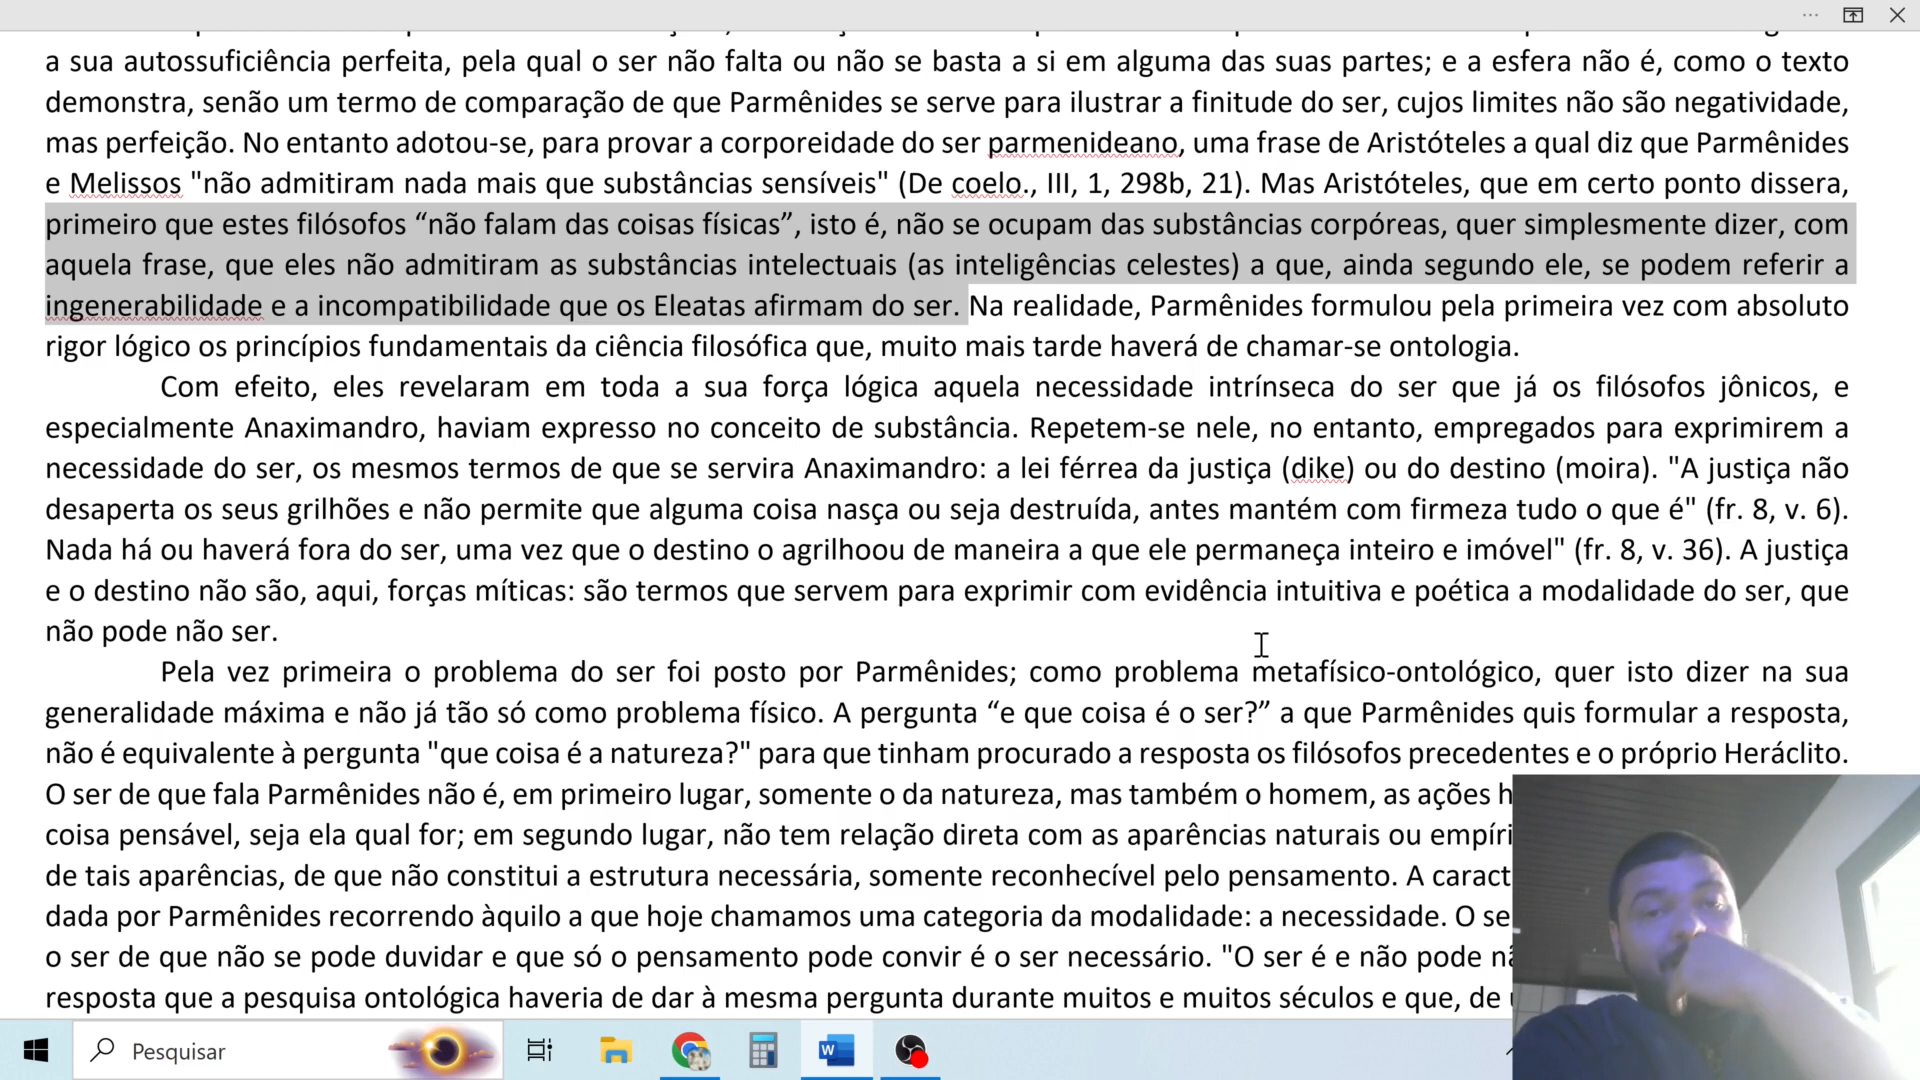 a sua autossuficiência perfeita, pela qual o ser não falta ou não se basta a si em alguma das suas partes; e a esfera não é, como o texto
demonstra, senão um termo de comparação de que Parmênides se serve para ilustrar a finitude do ser, cujos limites não são negatividade,
mas perfeição. No entanto adotou-se, para provar a corporeidade do ser parmenideano, uma frase de Aristóteles a qual diz que Parmênides
e Melissos "não admitiram nada mais que substâncias sensíveis" (De coelo., III, 1, 298b, 21). Mas Aristóteles, que em certo ponto dissera,
primeiro que estes filósofos “não falam das coisas físicas”, isto é, não se ocupam das substâncias corpóreas, quer simplesmente dizer, com
aquela frase, que eles não admitiram as substâncias intelectuais (as inteligências celestes) a que, ainda segundo ele, se podem referir a
ingenerabilidade e a incompatibilidade que os Eleatas afirmam do ser. Na realidade, Parmênides formulou pela primeira vez com absoluto
rigor lógico os princípios fundamentais da ciência filosófica que, muito mais tarde haverá de chamar-se ontologia.
Com efeito, eles revelaram em toda a sua força lógica aquela necessidade intrínseca do ser que já os filósofos jônicos, e
especialmente Anaximandro, haviam expresso no conceito de substância. Repetem-se nele, no entanto, empregados para exprimirem a
necessidade do ser, os mesmos termos de que se servira Anaximandro: a lei férrea da justiça (dike) ou do destino (moira). "A justiça não
desaperta os seus grilhões e não permite que alguma coisa nasça ou seja destruída, antes mantém com firmeza tudo o que é" (fr. 8, v. 6).
Nada há ou haverá fora do ser, uma vez que o destino o agrilhoou de maneira a que ele permaneça inteiro e imóvel" (fr. 8, v. 36). A justiça
e o destino não são, aqui, forças míticas: são termos que servem para exprimir com evidência intuitiva e poética a modalidade do ser, que
não pode não ser.
Pela vez primeira o problema do ser foi posto por Parmênides; como problema metafísico-ontológico, quer isto dizer na sua
generalidade máxima e não já tão só como problema físico. A pergunta “e que coisa é o ser?” a que Parmênides quis formular a resposta,
não é equivalente à pergunta "que coisa é a natureza?" para que tinham procurado a resposta os filósofos precedentes e o próprio Heráclito.
O ser de que fala Parmênides não é, em primeiro lugar, somente o da natureza, mas também o homem, as ações h
coisa pensável, seja ela qual for; em segundo lugar, não tem relação direta com as aparências naturais ou empíri
de tais aparências, de que não constitui a estrutura necessária, somente reconhecível pelo pensamento. A caract
dada por Parmênides recorrendo àquilo a que hoje chamamos uma categoria da modalidade: a necessidade. O se
o ser de que não se pode duvidar e que só o pensamento pode convir é o ser necessário. "O ser é e não pode nã
resposta que a pesquisa ontológica haveria de dar à mesma pergunta durante muitos e muitos séculos e que, de
Pesquisar
W